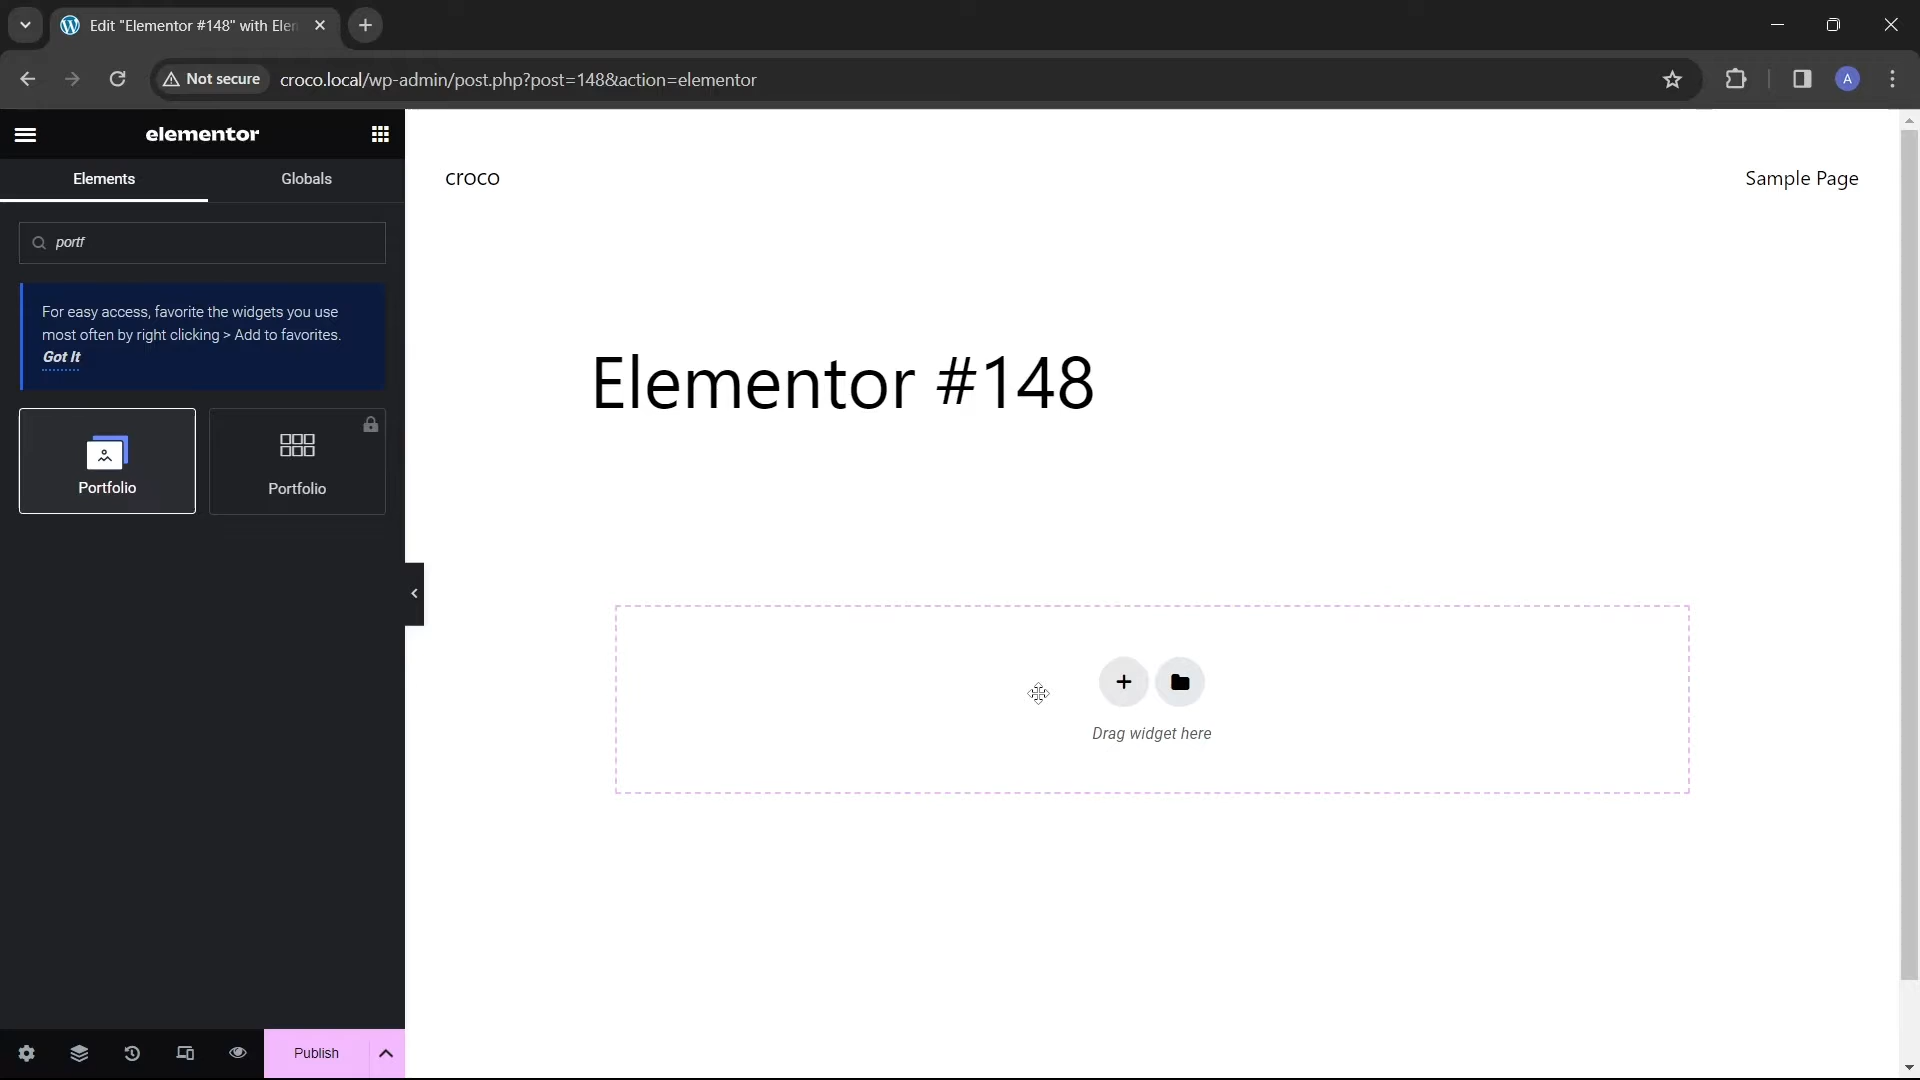 Edit "Elementor #148" with Ele
Not secure
croco.local/wp-admin/post.php?post=148&action=elementor
A
elementor
Elements
Globals
portf
For easy access, favorite the widgets you use
most often by right clicking > Add to favorites.
Got It
Portfolio
Portfolio
Publish
croco
Sample Page
Elementor #148
Drag widget here